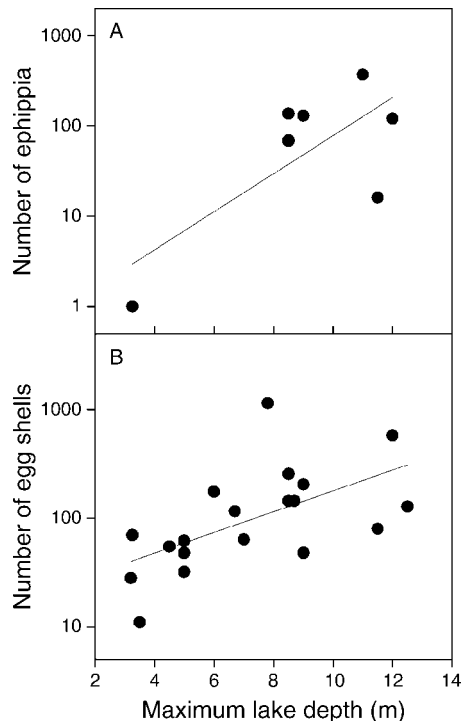 A
Number of ephippia
1000
100
10
1
B
Number of egg shells
1000
100
10
2 4 6 8 10 12 14
Maximum lake depth (m)